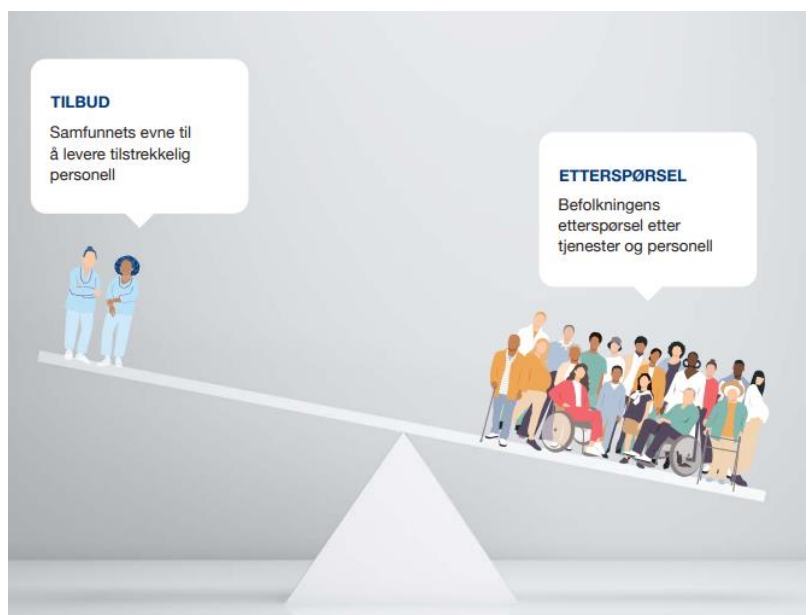 TILBUD
Samfunnets evne til
å levere tilstrekkelig
personell
ETTERSPØRSEL
Befolkningens
etterspørsel etter
tjenester og personell